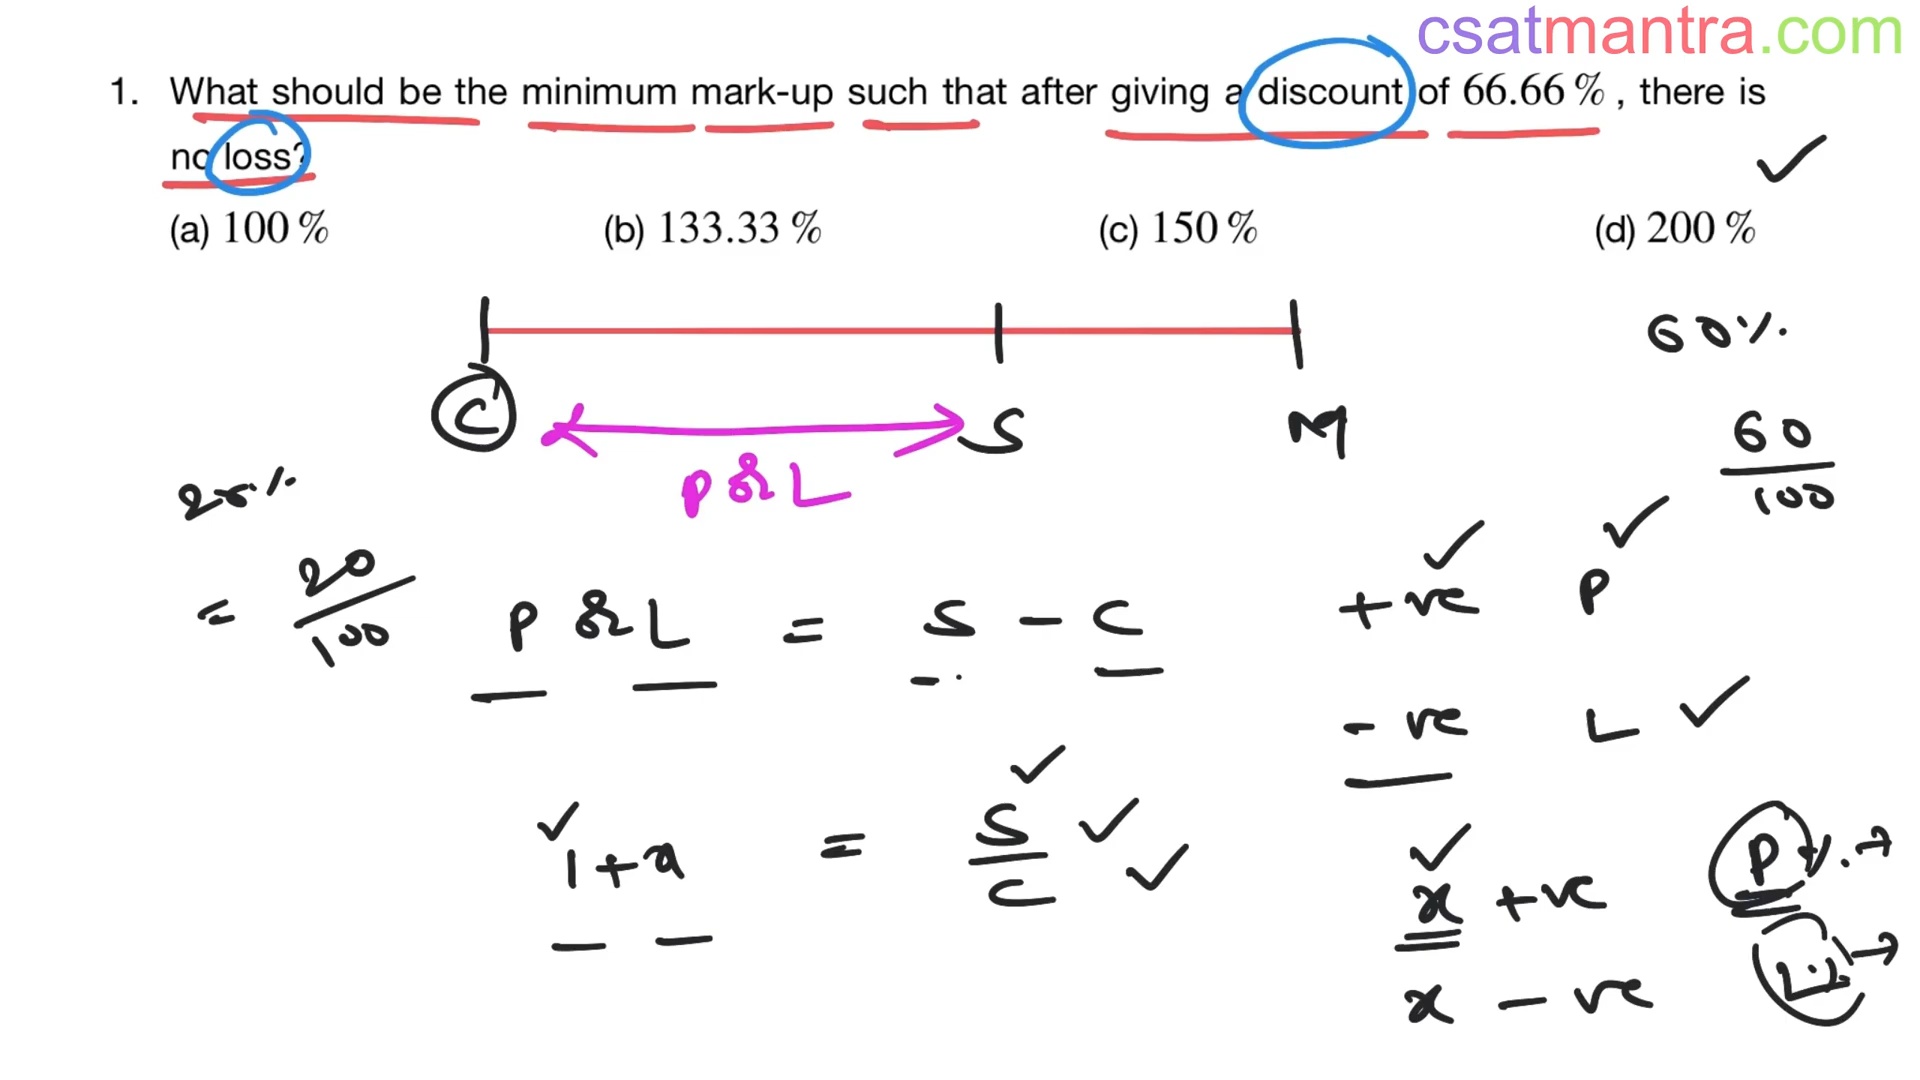 csatmantra.com
1. What should be the minimum mark-up such that after giving a discount of 66.66 % , there is
no loss?
(a) 100 % (b) 133.33 % (c) 150 % (d) 200 %
60%
C S M
60
100
P & L
20%
= 20
100
P & L = S - C
+ve P
- ve L
1 + x = S
C
x +ve P%
x - ve L%